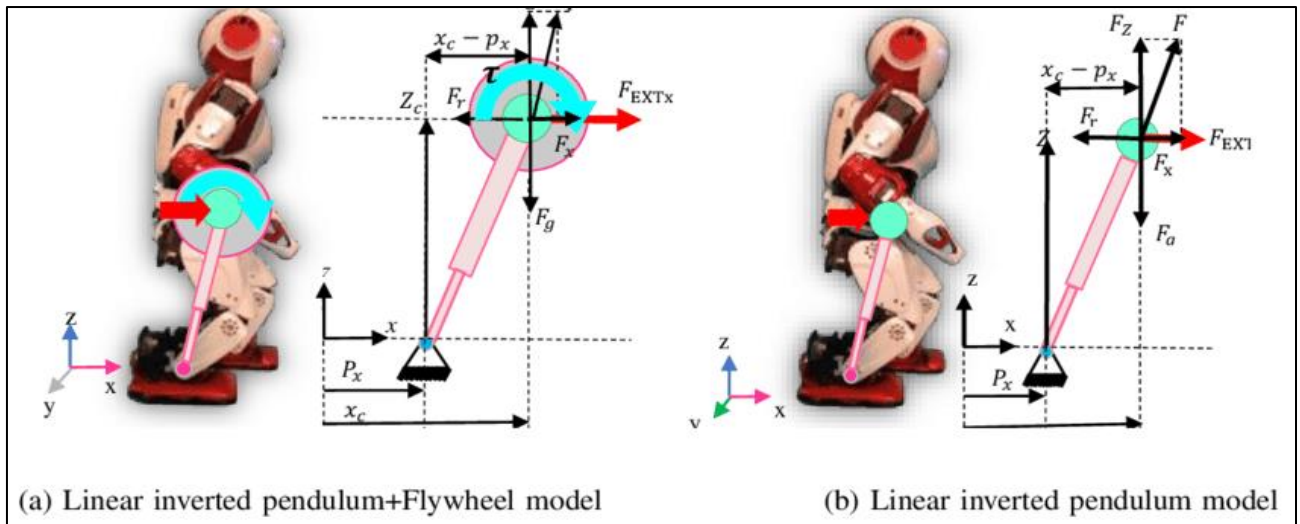 x_c − p_x
τ
F_r
Z_c
F_EXTx
F_x
F_g
z
x
y
x
P_x
x_c
F_Z
F
x_c − p_x
F_r
F_EXT
F_x
Z
F_a
z
x
z
x
y
P_x
(a) Linear inverted pendulum+Flywheel model
(b) Linear inverted pendulum model